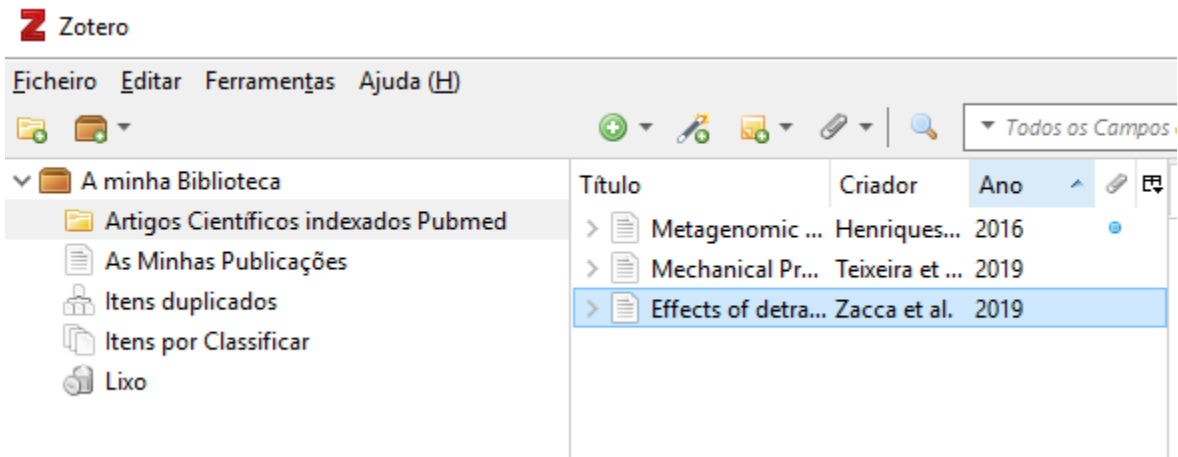 Zotero
Ficheiro Editar Ferramentas Ajuda (H)
Todos os Campos
A minha Biblioteca
Artigos Científicos indexados Pubmed
As Minhas Publicações
Itens duplicados
Itens por Classificar
Lixo
Título Criador Ano
Metagenomic ... Henriques... 2016
Mechanical Pr... Teixeira et ... 2019
Effects of detra... Zacca et al. 2019